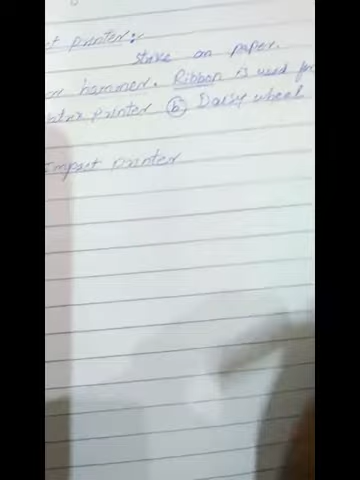 printer:
strike on paper.
hammer. Ribbon is used for
printer (b) Daisy wheel
Impact printer